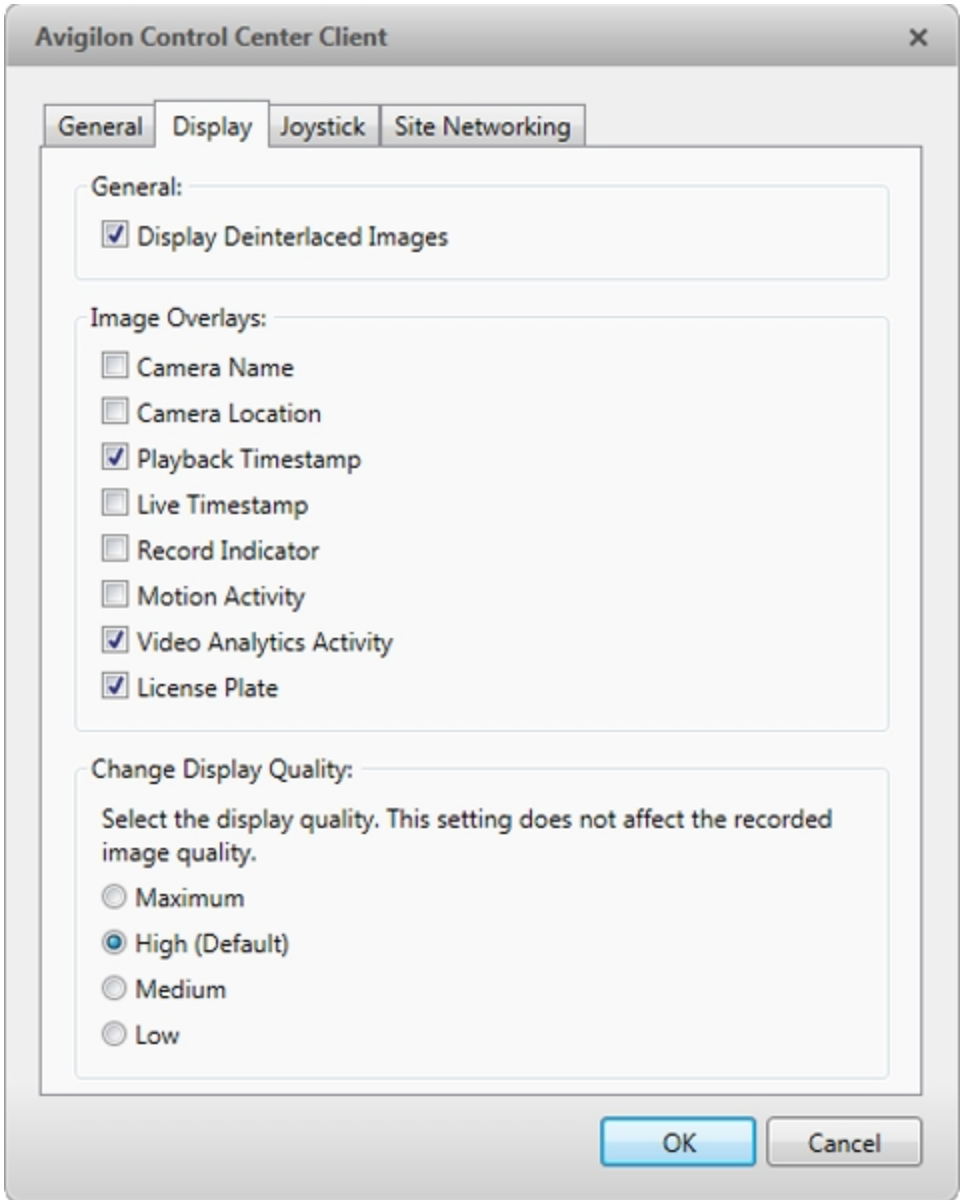 Avigilon Control Center Client
General
Display
Joystick
Site Networking
General:
Display Deinterlaced Images
Image Overlays:
Camera Name
Camera Location
Playback Timestamp
Live Timestamp
Record Indicator
Motion Activity
Video Analytics Activity
License Plate
Change Display Quality:
Select the display quality. This setting does not affect the recorded
image quality.
Maximum
High (Default)
Medium
Low
OK
Cancel